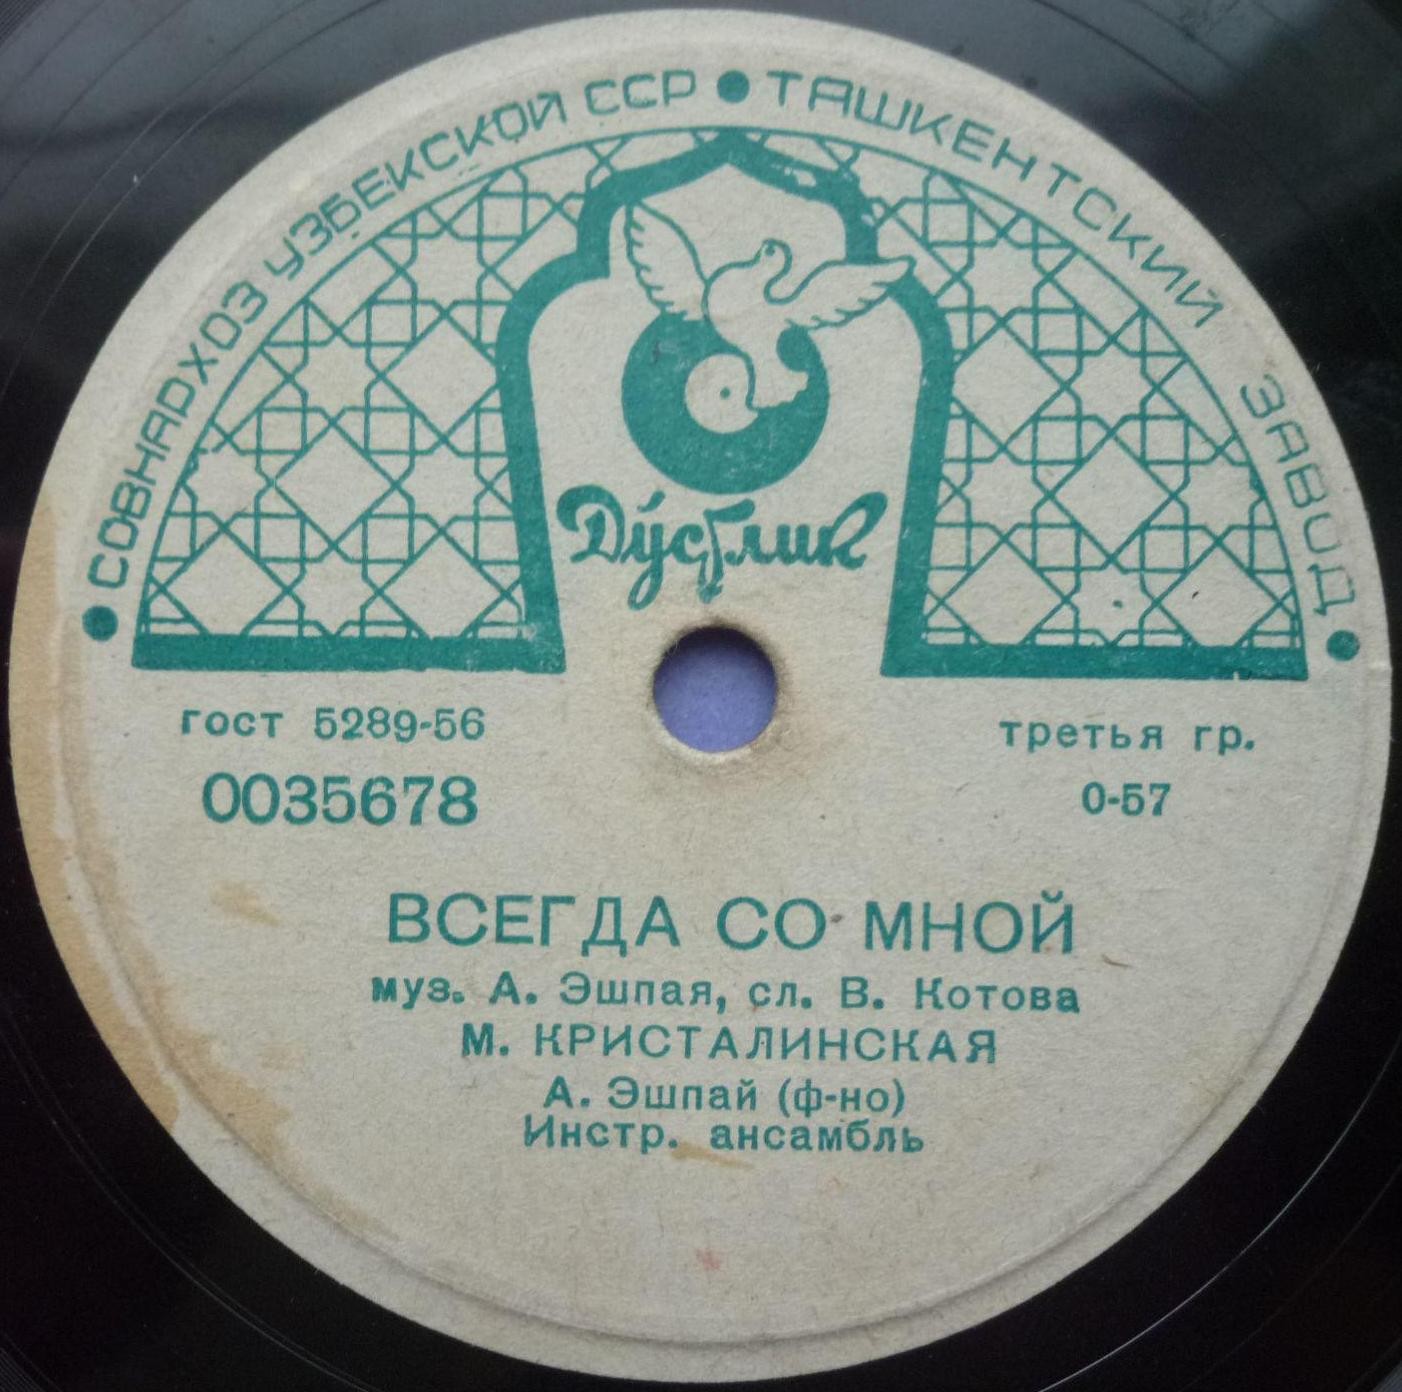 • СОВНАРХОЗ УЗБЕКСКОЙ ССР • ТАШКЕНТСКИЙ ЗАВОД •
Дўстлик
гост 5289-56
третья гр.
0035678
0-57
ВСЕГДА СО МНОЙ
муз. А. Эшпая, сл. В. Котова
М. КРИСТАЛИНСКАЯ
А. Эшпай (ф-но)
Инстр. ансамбль